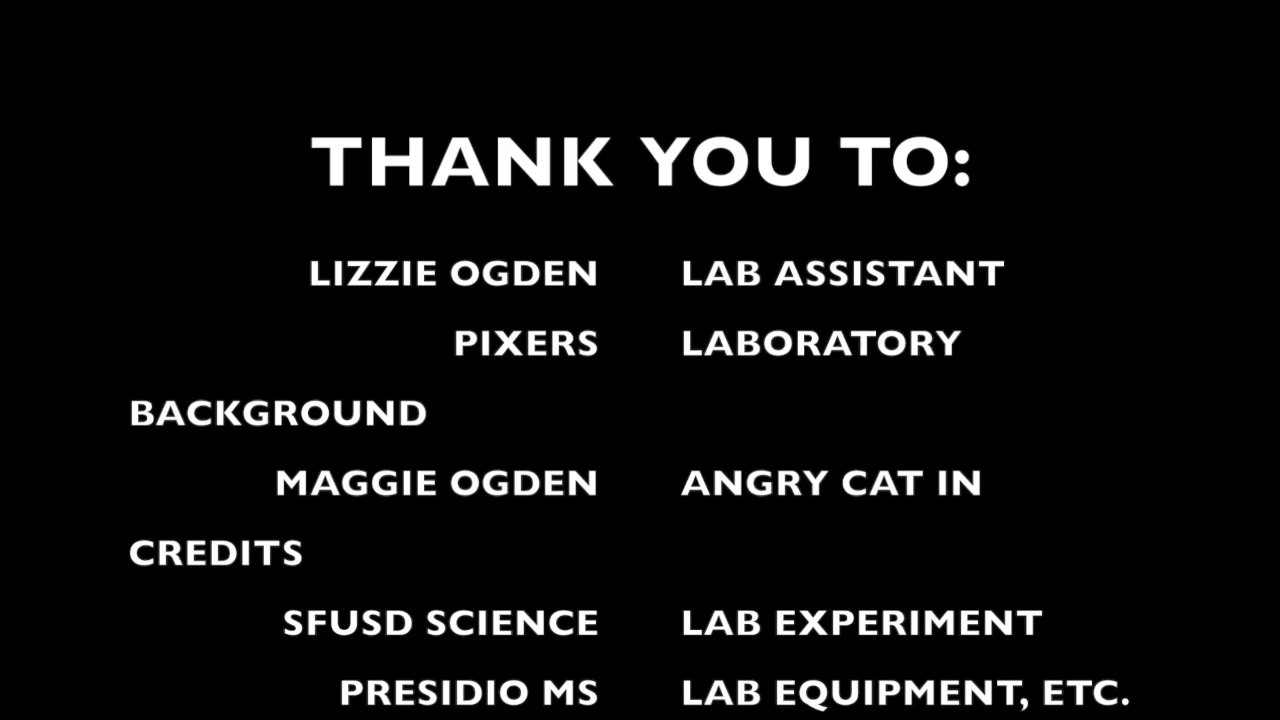 THANK YOU TO:
LIZZIE OGDEN LAB ASSISTANT
PIXERS LABORATORY
BACKGROUND
MAGGIE OGDEN ANGRY CAT IN
CREDITS
SFUSD SCIENCE LAB EXPERIMENT
PRESIDIO MS LAB EQUIPMENT, ETC.